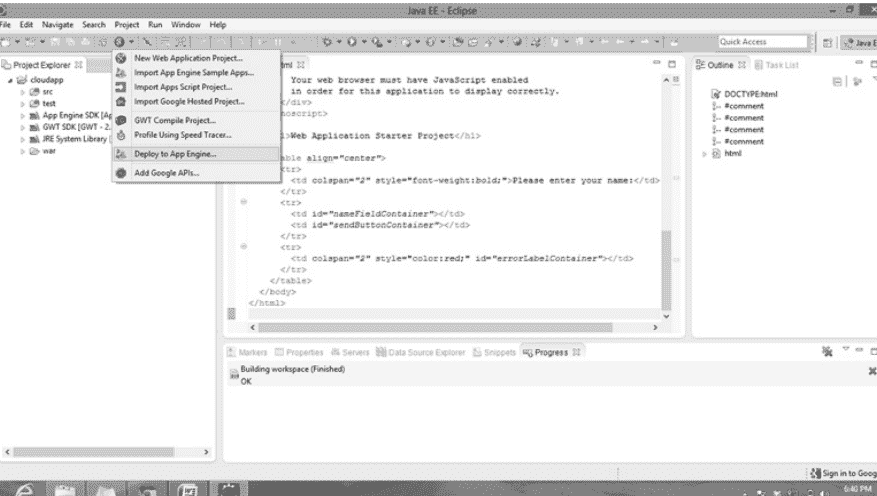 Java EE - Eclipse
File Edit Navigate Search Project Run Window Help
Quick Access
Java E
Project Explorer
cloudapp
src
test
App Engine SDK [Ap
GWT SDK [GWT - 2.
JRE System Library [
war
New Web Application Project...
Import App Engine Sample Apps...
Import Apps Script Project...
Import Google Hosted Project...
GWT Compile Project...
Profile Using Speed Tracer...
Deploy to App Engine...
Add Google APIs...
tml
Your web browser must have JavaScript enabled
in order for this application to display correctly.
</div>
noscript>
>Web Application Starter Project</h1>
able align="center">
<tr>
<td colspan="2" style="font-weight:bold;">Please enter your name:</td>
</tr>
<tr>
<td id="nameFieldContainer"></td>
<td id="sendButtonContainer"></td>
</tr>
<tr>
<td colspan="2" style="color:red;" id="errorLabelContainer"></td>
</tr>
</table>
</body>
</html>
Outline Task List
DOCTYPE:html
#comment
#comment
#comment
#comment
html
Markers Properties Servers Data Source Explorer Snippets Progress
Building workspace (Finished)
OK
Sign in to Goog
6:40 PM